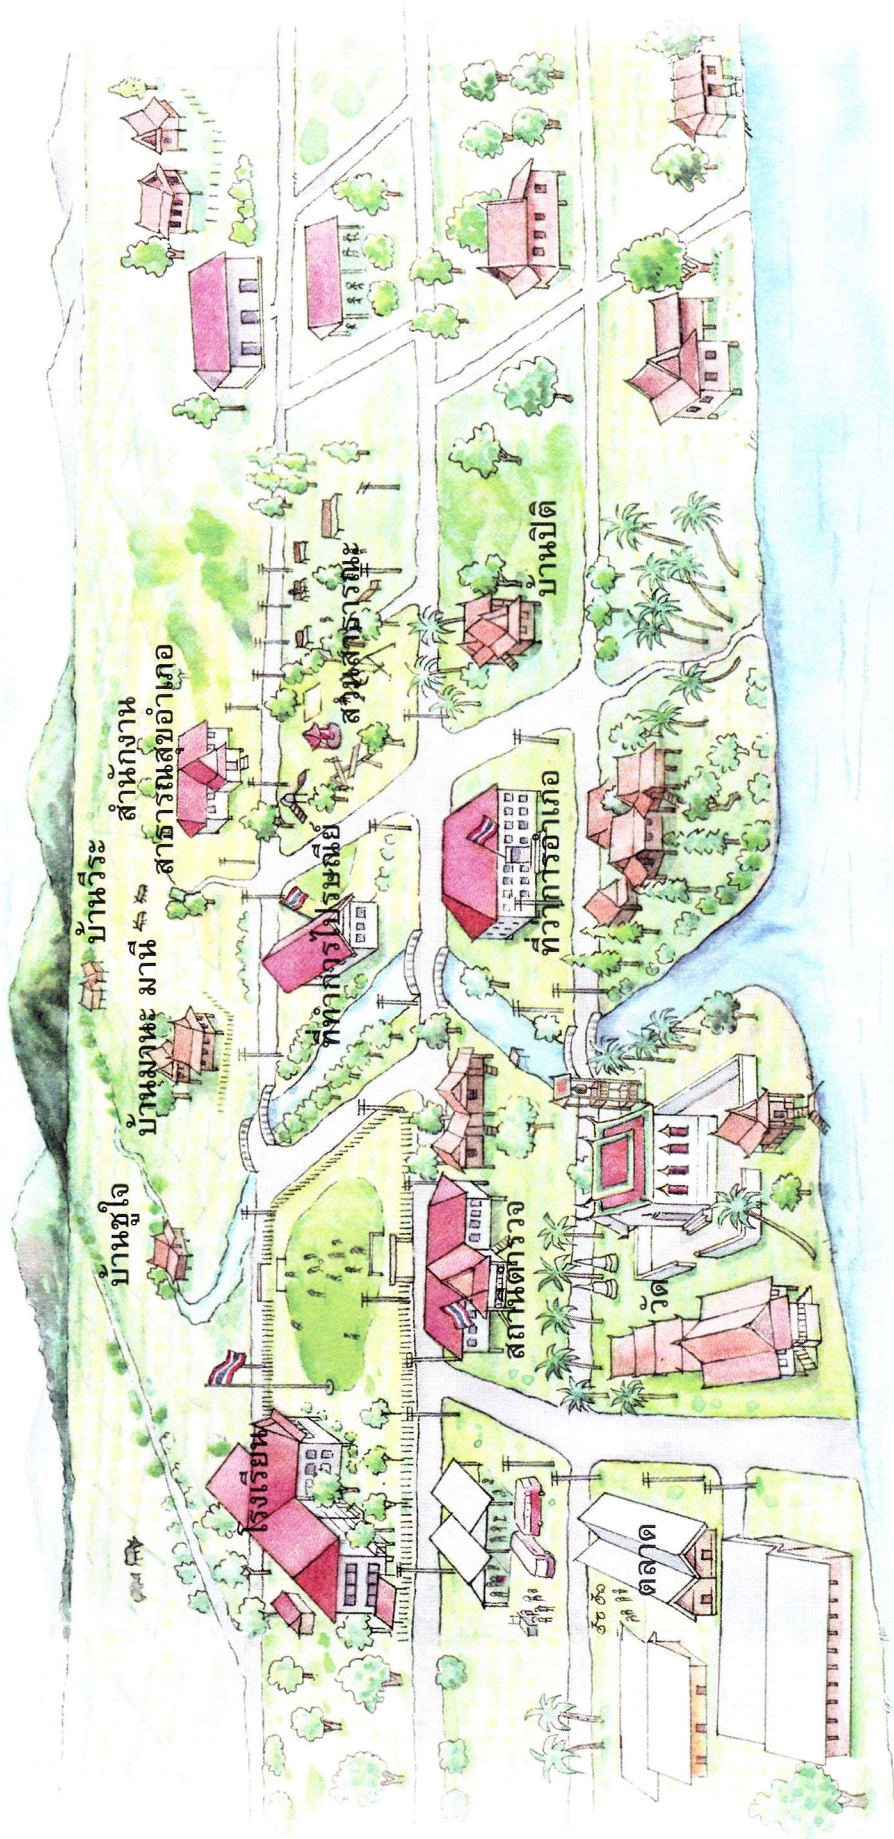 บ้านวีระ
บ้านชูใจ
บ้านมานะ มานี
สำนักงาน
สาธารณสุขอำเภอ
โรงเรียน
ที่ทำการไปรษณีย์
สวนสาธารณะ
สถานตำรวจ
ที่ว่าการอำเภอ
บ้านปิติ
ตลาด
วัด